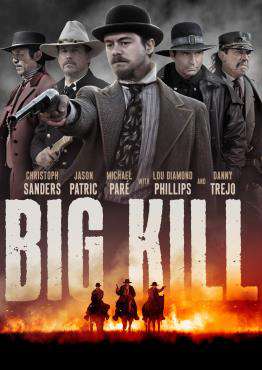 CHRISTOPH SANDERS
JASON PATRIC
MICHAEL PARÉ
WITH
LOU DIAMOND PHILLIPS
AND
DANNY TREJO
BIG KILL